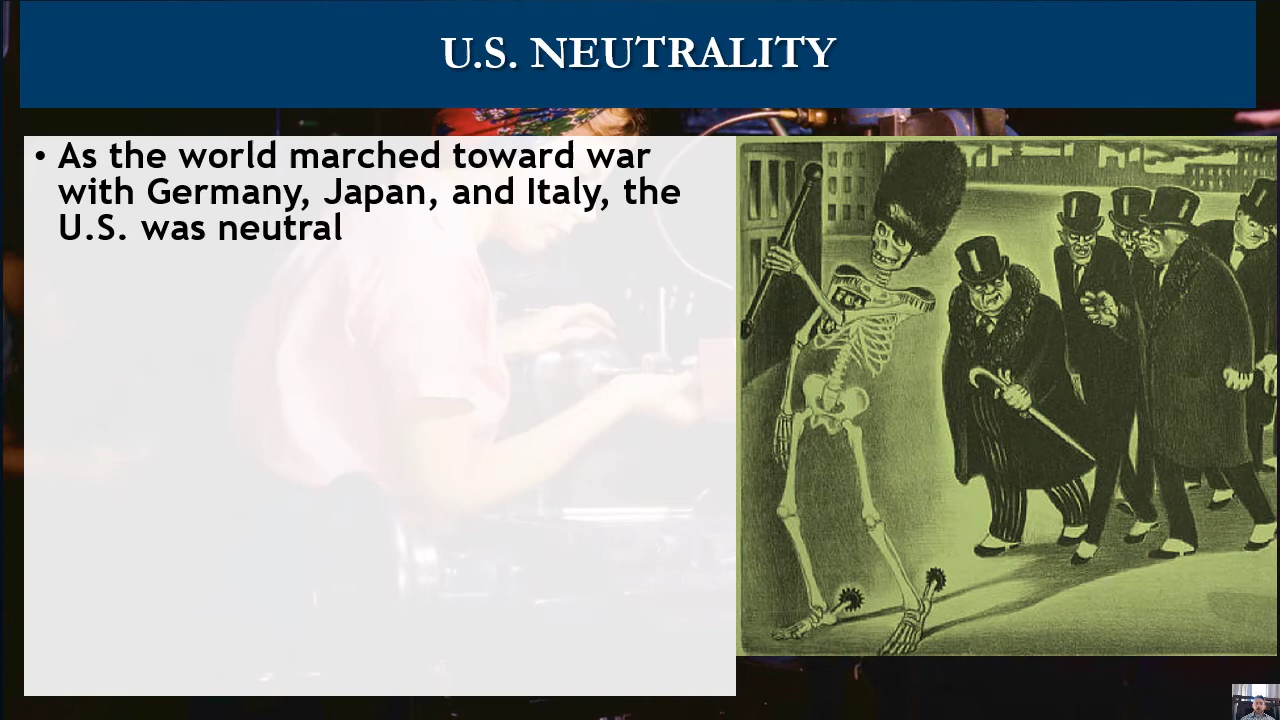 U.S. NEUTRALITY
• As the world marched toward war
with Germany, Japan, and Italy, the
U.S. was neutral